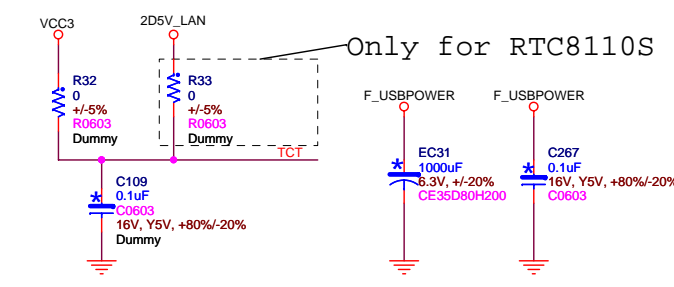 VCC3
2D5V_LAN
Only for RTC8110S
R32
0
+/-5%
R0603
Dummy
R33
0
+/-5%
R0603
Dummy
TCT
F_USBPOWER
F_USBPOWER
C109
0.1uF
C0603
16V, Y5V, +80%/-20%
Dummy
EC31
1000uF
6.3V, +/-20%
CE35D80H200
C267
0.1uF
16V, Y5V, +80%/-20%
C0603